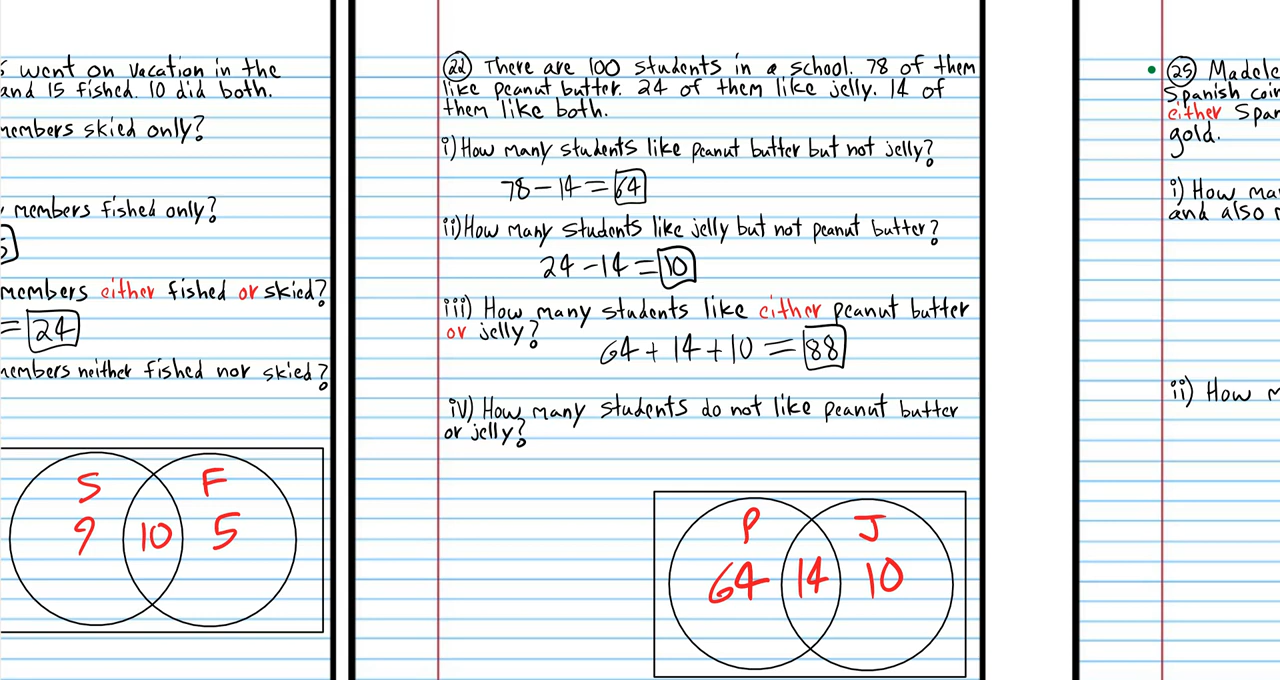 went on vacation in the
and 15 fished. 10 did both.
members skied only?
members fished only?
members either fished or skied?
= 24
members neither fished nor skied?
S F
9 10 5
22 There are 100 students in a school. 78 of them
like peanut butter. 24 of them like jelly. 14 of
them like both.
i) How many students like peanut butter but not jelly?
78 - 14 = 64
ii) How many students like jelly but not peanut butter?
24 - 14 = 10
iii) How many students like either peanut butter
or jelly?
64 + 14 + 10 = 88
iv) How many students do not like peanut butter
or jelly?
P J
64 14 10
25 Madele
Spanish coin
either Span
gold.
i) How ma
and also
ii) How m